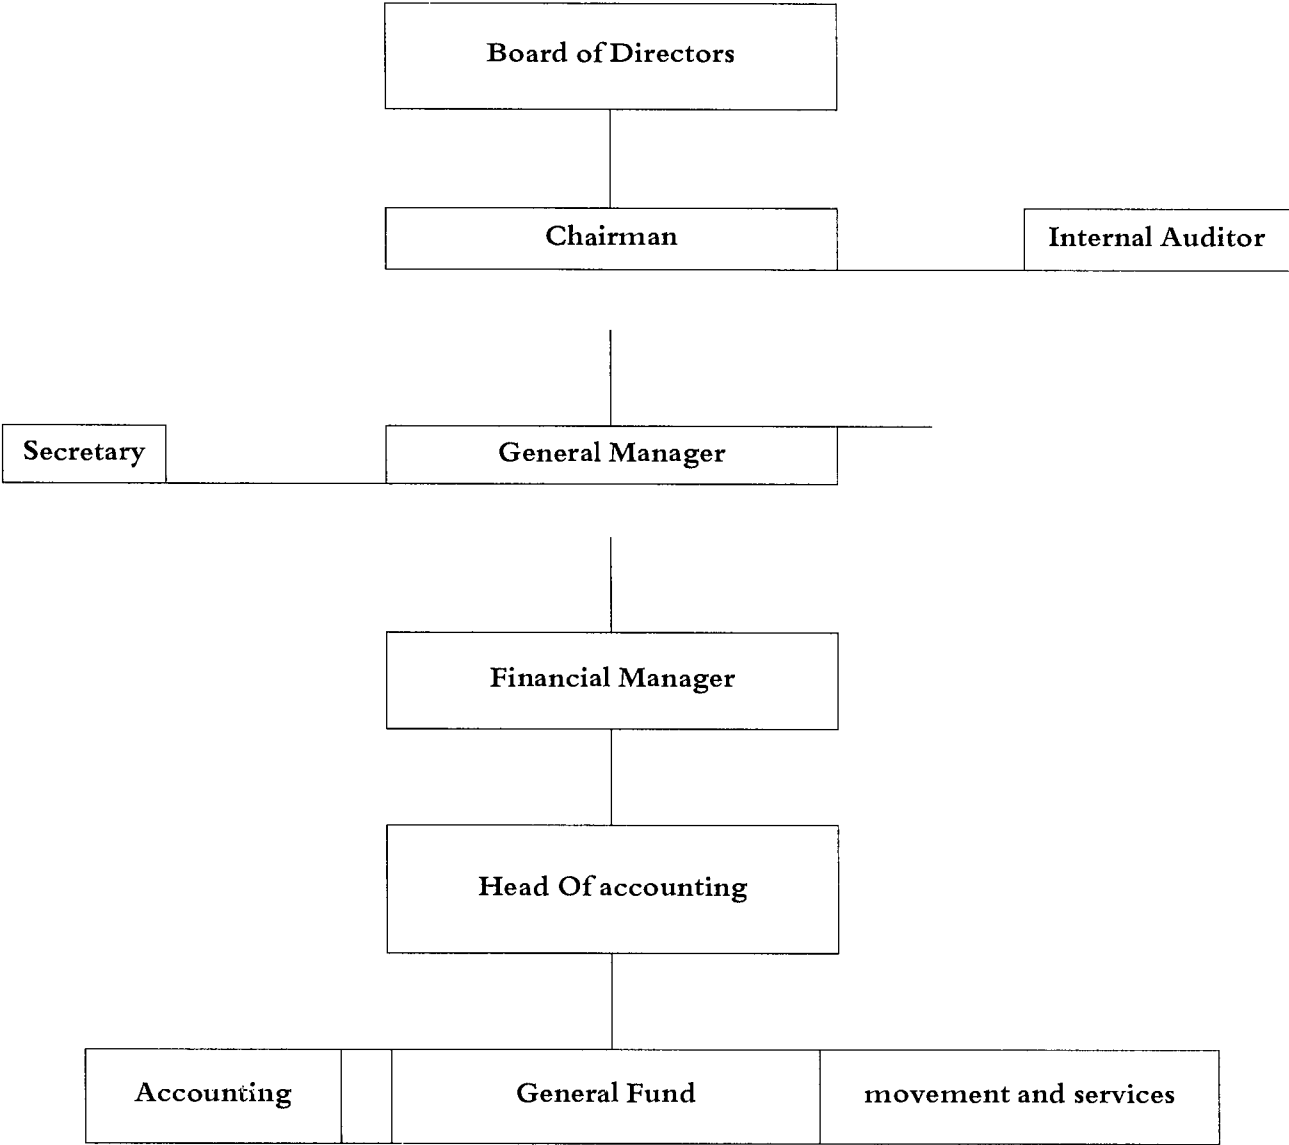 Board of Directors
Chairman
Internal Auditor
Secretary
General Manager
Financial Manager
Head Of accounting
Accounting
General Fund
movement and services